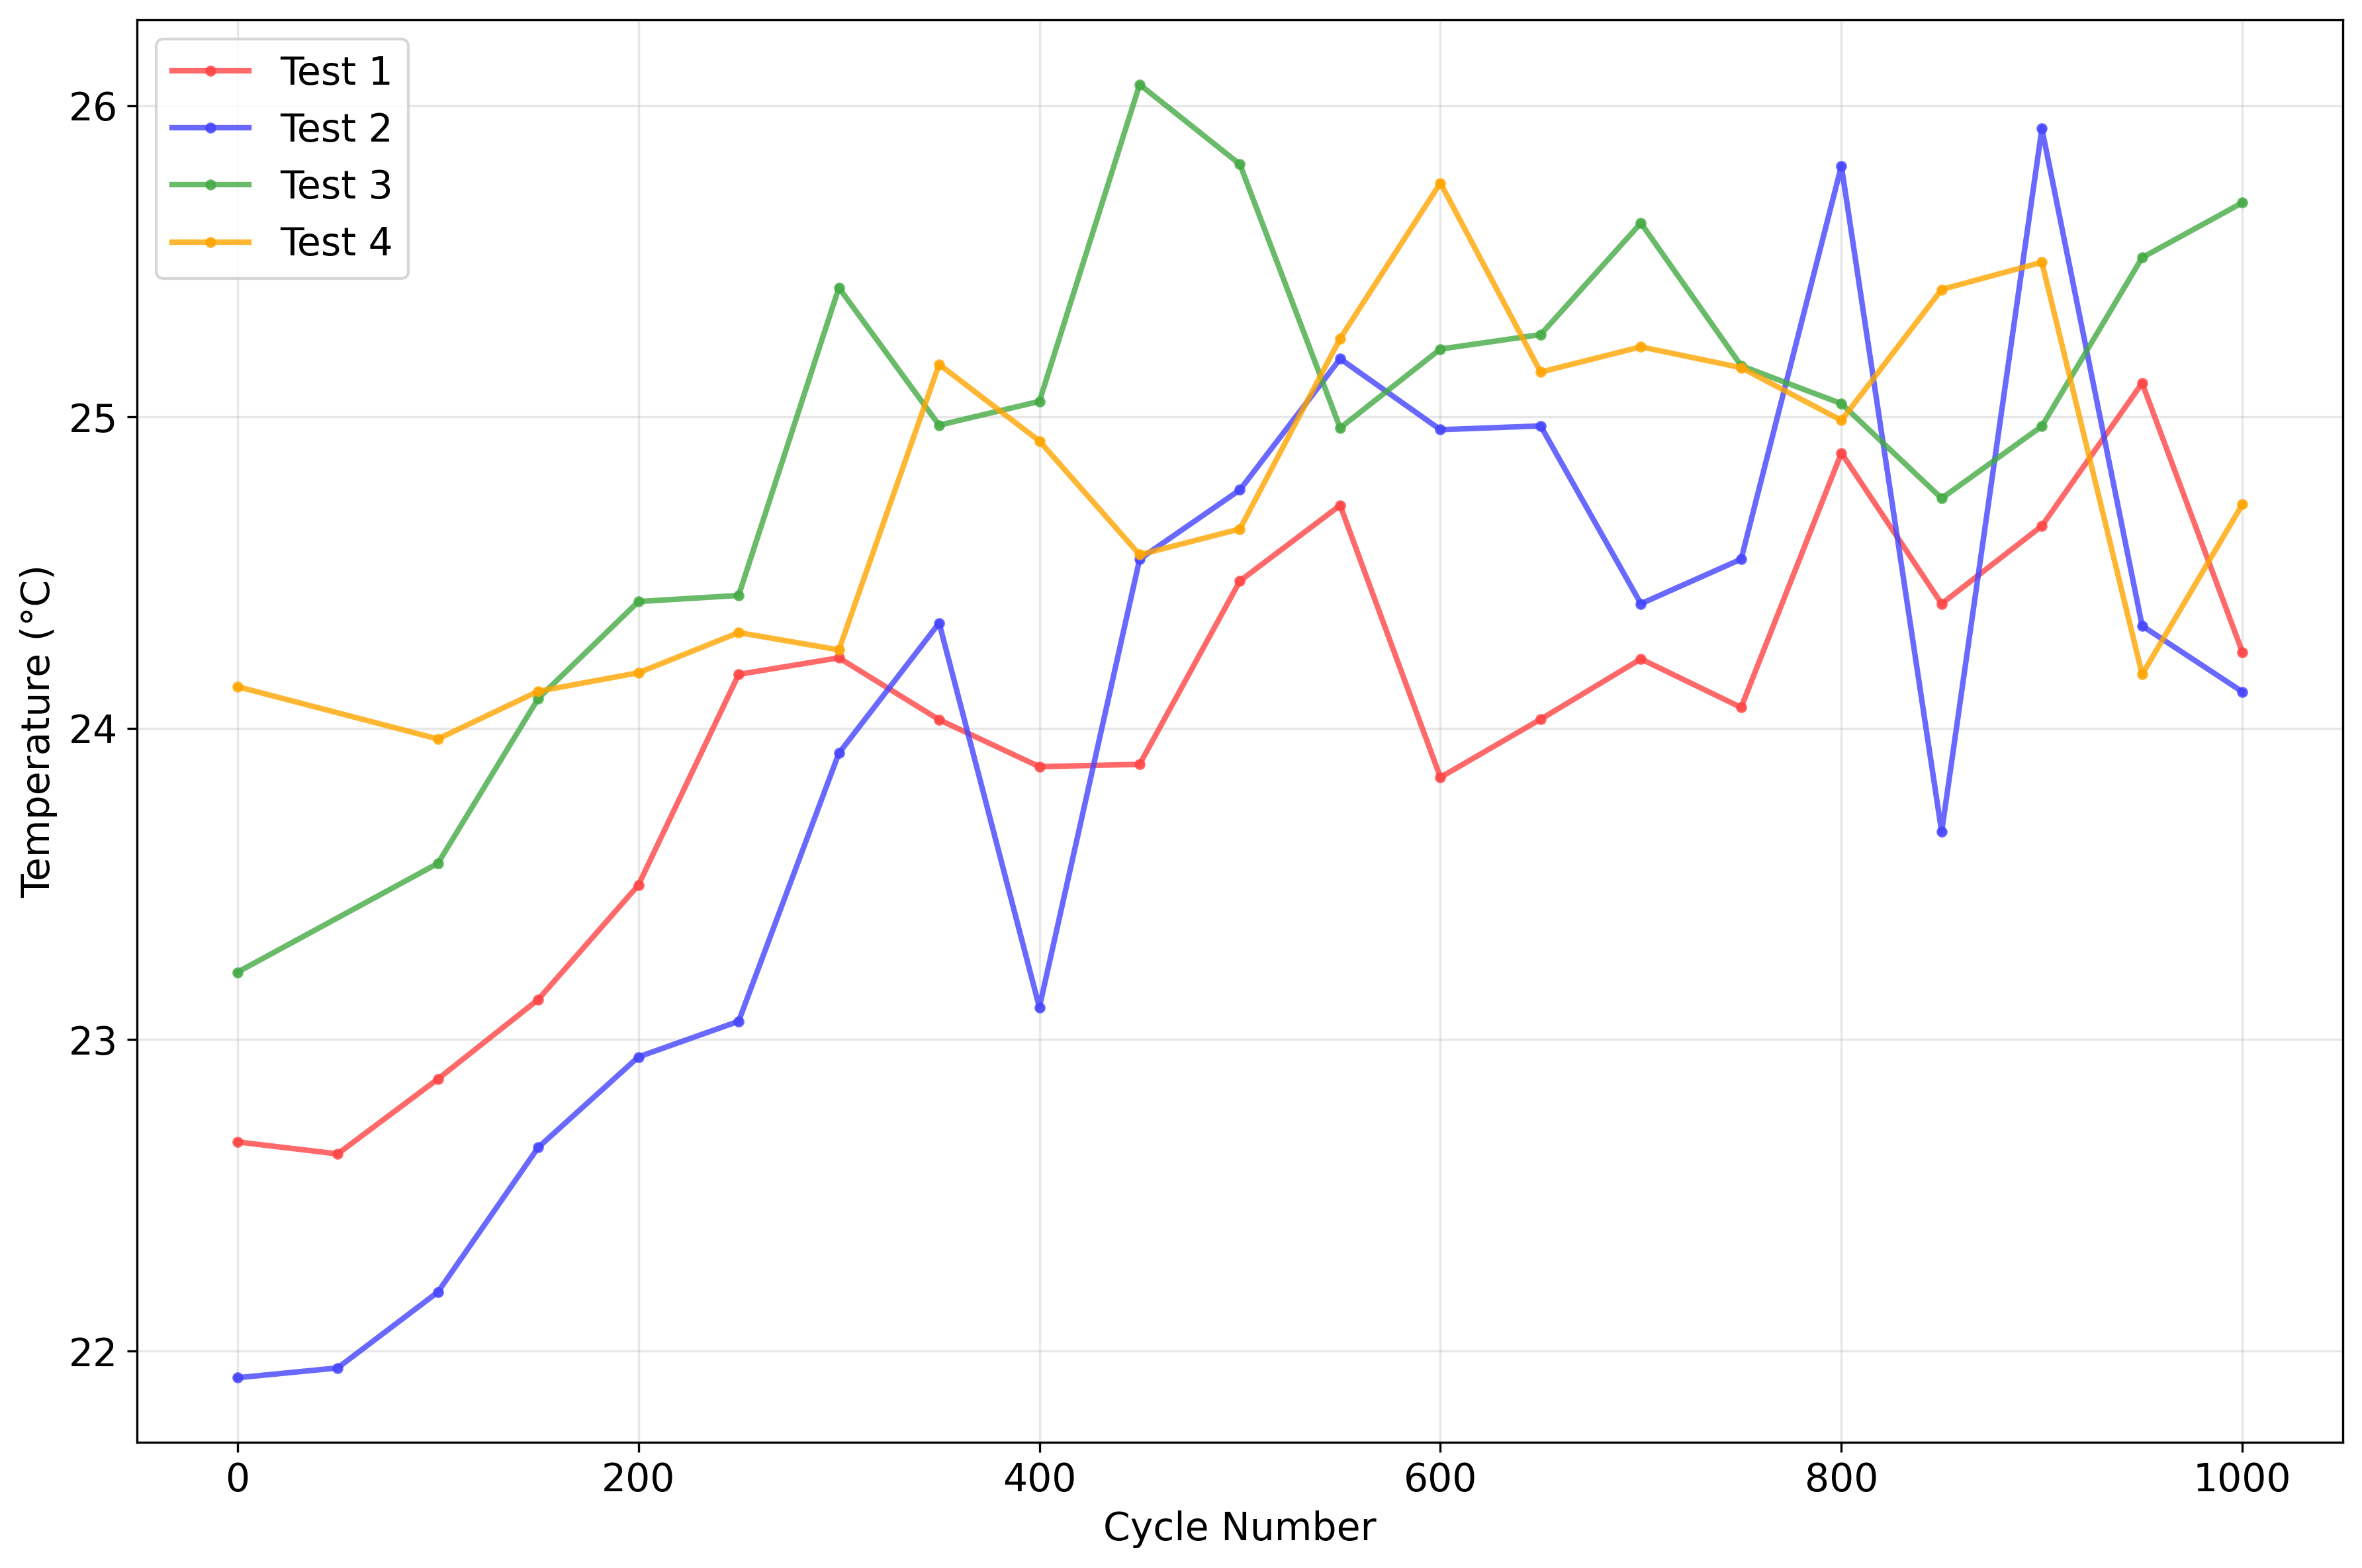 Test 1
Test 2
Test 3
Test 4
26
25
24
23
22
Temperature (°C)
0 200 400 600 800 1000
Cycle Number